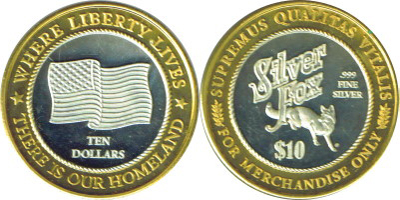 WHERE LIBERTY LIVES
THERE IS OUR HOMELAND
TEN
DOLLARS
SUPREMUS QUALITAS VITALIS
FOR MERCHANDISE ONLY
Silver
Fox
.999
FINE
SILVER
$10